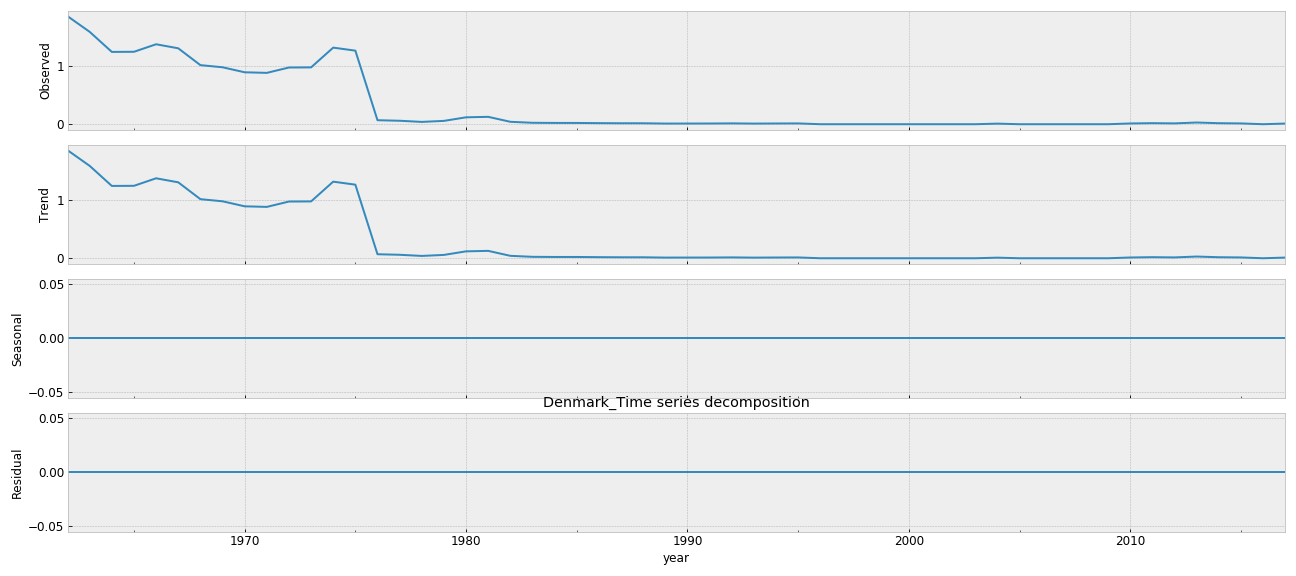 Observed
1
0
Trend
1
0
Seasonal
0.05
0.00
−0.05
Denmark_Time series decomposition
Residual
0.05
0.00
−0.05
1970 1980 1990 2000 2010
year